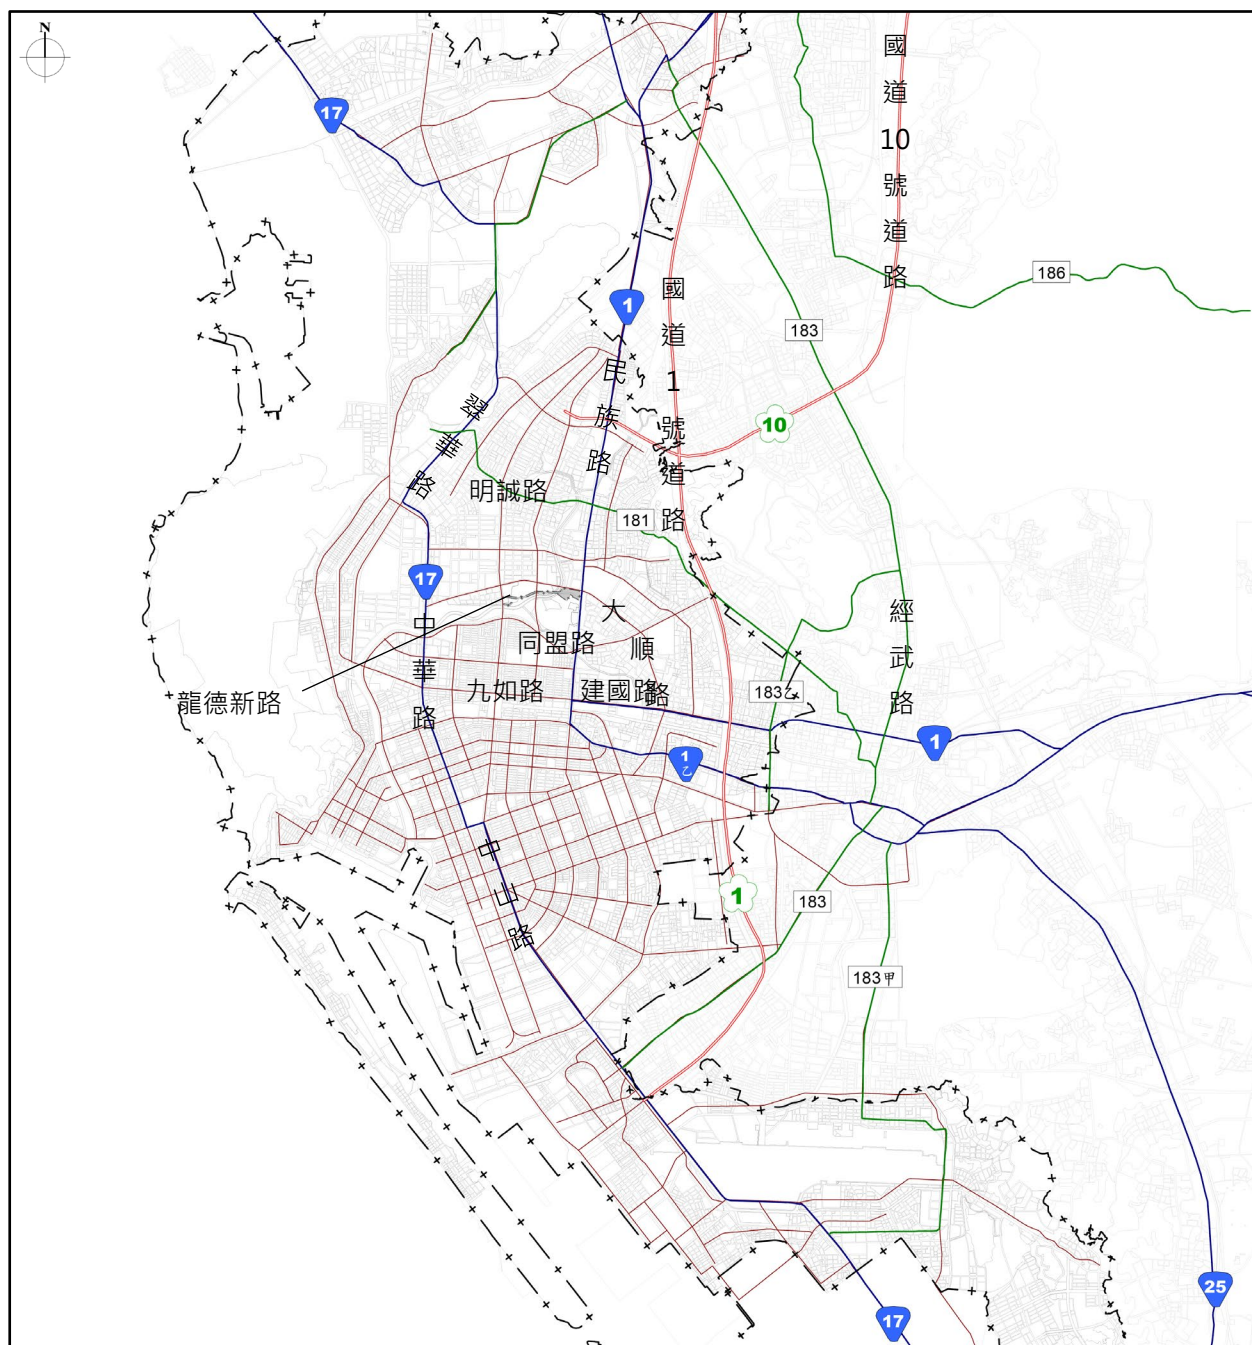 N
國道10號道路
17
186
國道1號道路
1
183
民族路
翠華路
10
明誠路
181
17
大順路
經武路
中華路
同盟路
龍德新路
九如路
建國路
183乙
1
1乙
中山路
1
183
183甲
25
17